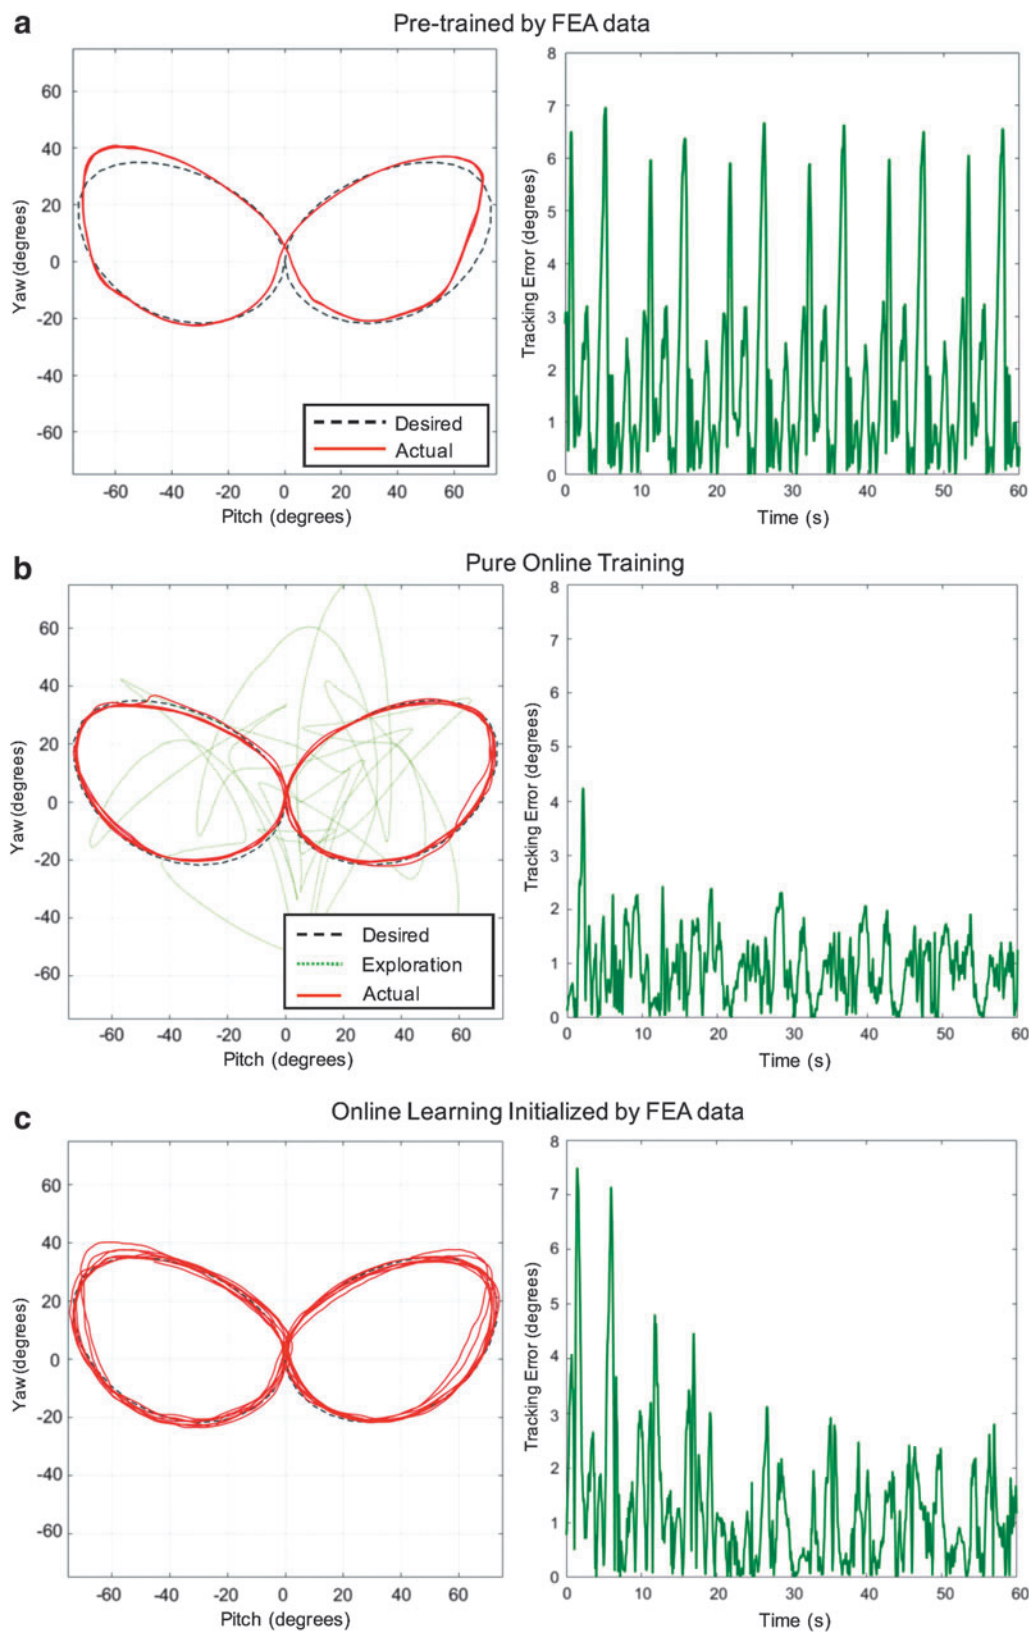 a
Pre-trained by FEA data
60
40
20
0
-20
-40
-60
Yaw (degrees)
-60 -40 -20 0 20 40 60
Pitch (degrees)
Desired
Actual
8
7
6
5
4
3
2
1
0
Tracking Error (degrees)
0 10 20 30 40 50 60
Time (s)
b
Pure Online Training
60
40
20
0
-20
-40
-60
Yaw (degrees)
-60 -40 -20 0 20 40 60
Pitch (degrees)
Desired
Exploration
Actual
8
7
6
5
4
3
2
1
0
Tracking Error (degrees)
0 10 20 30 40 50 60
Time (s)
c
Online Learning Initialized by FEA data
60
40
20
0
-20
-40
-60
Yaw (degrees)
-60 -40 -20 0 20 40 60
Pitch (degrees)
8
7
6
5
4
3
2
1
0
Tracking Error (degrees)
0 10 20 30 40 50 60
Time (s)